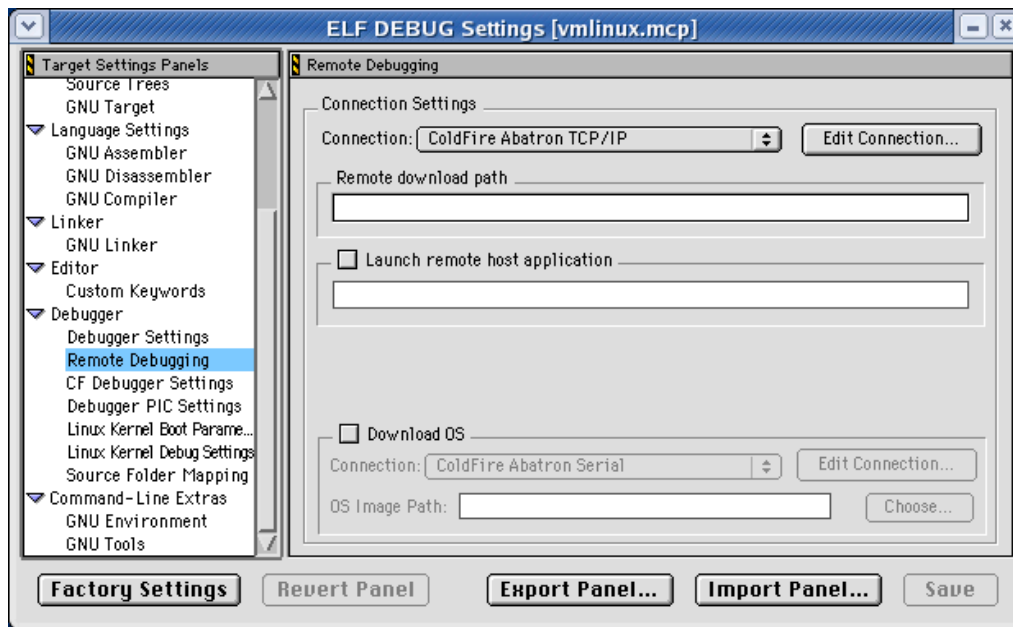 ELF DEBUG Settings [vmlinux.mcp]
Target Settings Panels
Source Trees
GNU Target
Language Settings
GNU Assembler
GNU Disassembler
GNU Compiler
Linker
GNU Linker
Editor
Custom Keywords
Debugger
Debugger Settings
Remote Debugging
CF Debugger Settings
Debugger PIC Settings
Linux Kernel Boot Parame...
Linux Kernel Debug Settings
Source Folder Mapping
Command-Line Extras
GNU Environment
GNU Tools
Remote Debugging
Connection Settings
Connection: ColdFire Abatron TCP/IP Edit Connection...
Remote download path
Launch remote host application
Download OS
Connection: ColdFire Abatron Serial Edit Connection...
OS Image Path: Choose...
Factory Settings Revert Panel Export Panel... Import Panel... Save